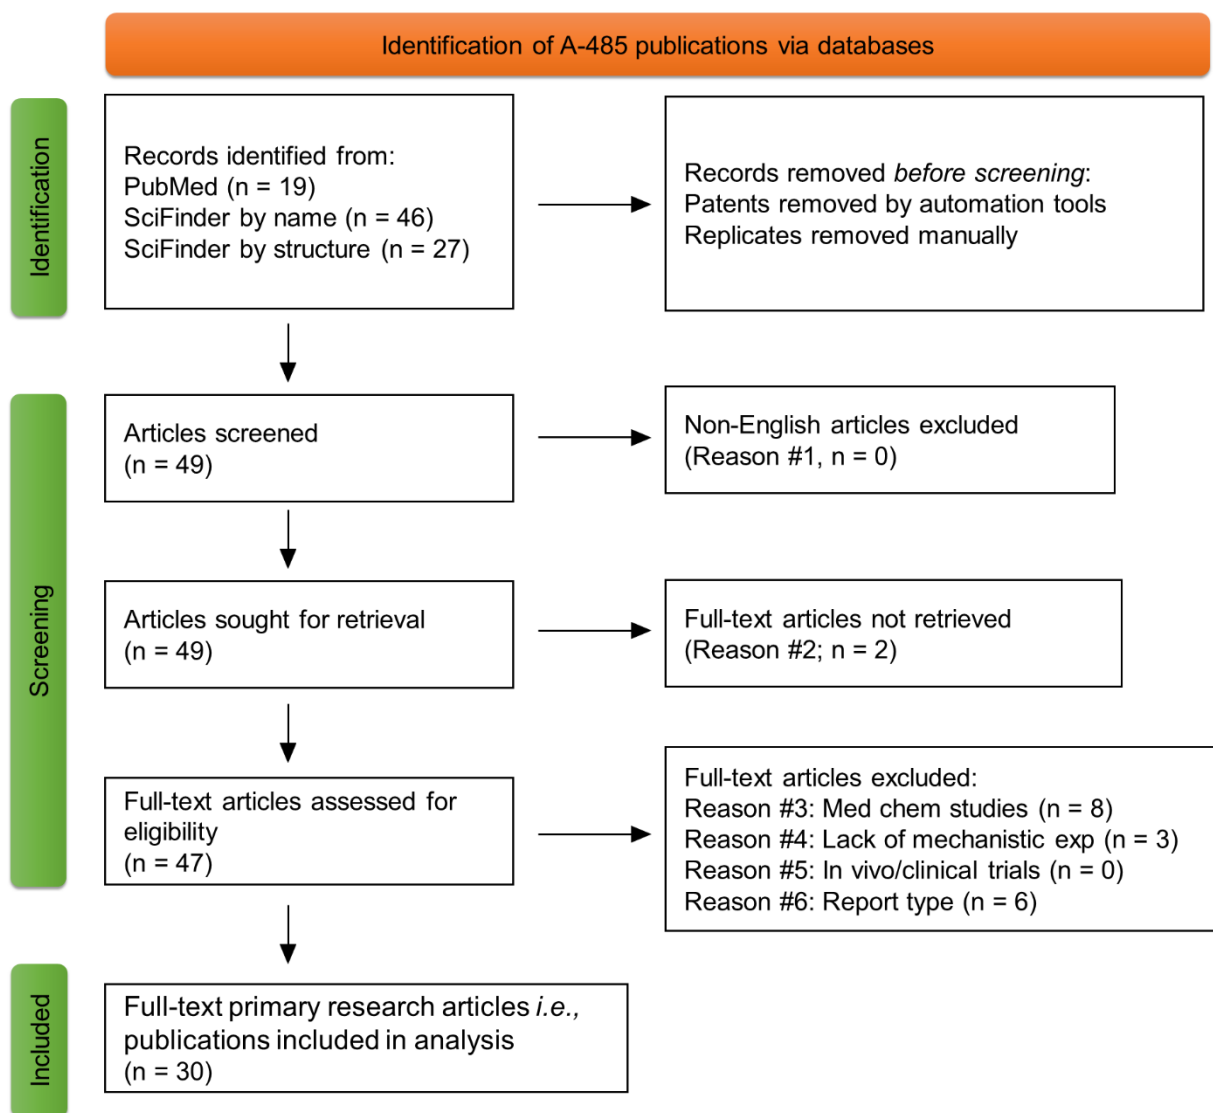 Identification of A-485 publications via databases
Identification
Records identified from:
PubMed (n = 19)
SciFinder by name (n = 46)
SciFinder by structure (n = 27)
Records removed before screening:
Patents removed by automation tools
Replicates removed manually
Screening
Articles screened
(n = 49)
Non-English articles excluded
(Reason #1, n = 0)
Articles sought for retrieval
(n = 49)
Full-text articles not retrieved
(Reason #2; n = 2)
Full-text articles assessed for
eligibility
(n = 47)
Full-text articles excluded:
Reason #3: Med chem studies (n = 8)
Reason #4: Lack of mechanistic exp (n = 3)
Reason #5: In vivo/clinical trials (n = 0)
Reason #6: Report type (n = 6)
Included
Full-text primary research articles i.e.,
publications included in analysis
(n = 30)